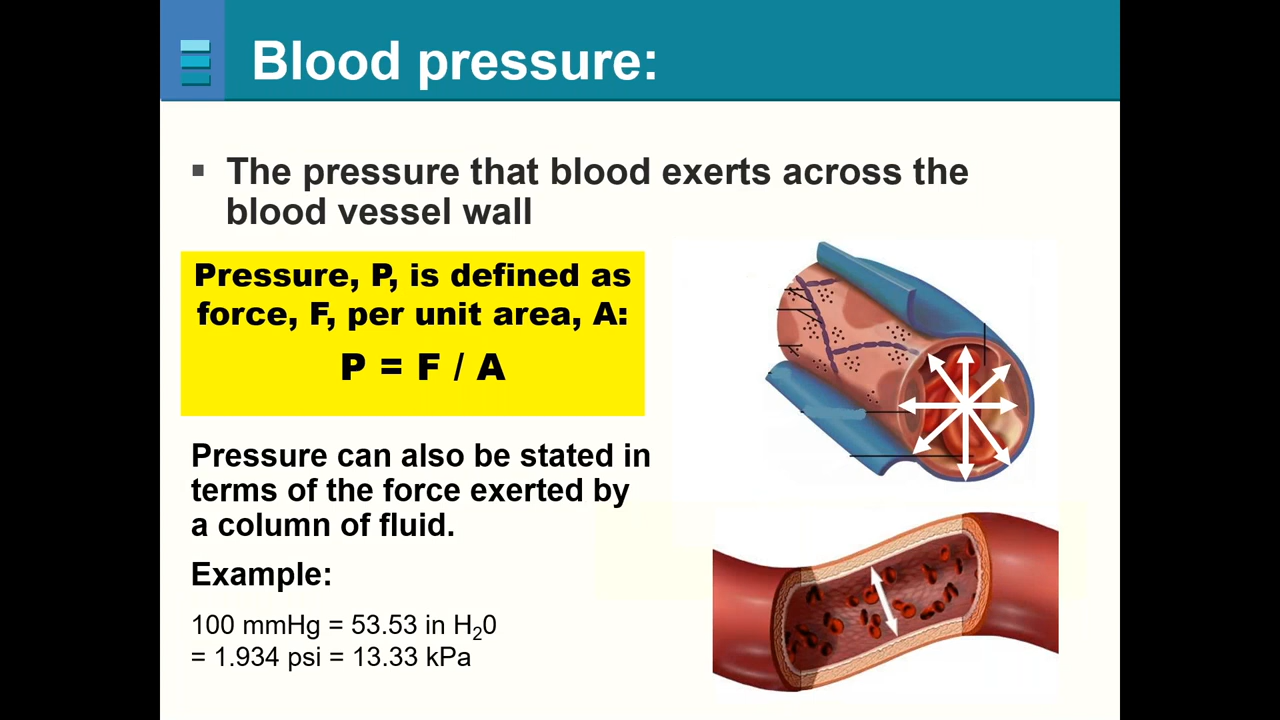 Blood pressure:
▪ The pressure that blood exerts across the
blood vessel wall
Pressure, P, is defined as
force, F, per unit area, A:
P = F / A
Pressure can also be stated in
terms of the force exerted by
a column of fluid.
Example:
100 mmHg = 53.53 in H₂0
= 1.934 psi = 13.33 kPa